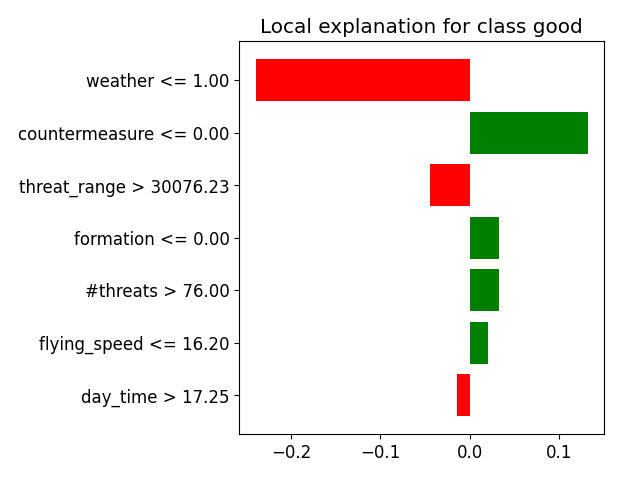 Local explanation for class good
weather <= 1.00
countermeasure <= 0.00
threat_range > 30076.23
formation <= 0.00
#threats > 76.00
flying_speed <= 16.20
day_time > 17.25
−0.2 −0.1 0.0 0.1